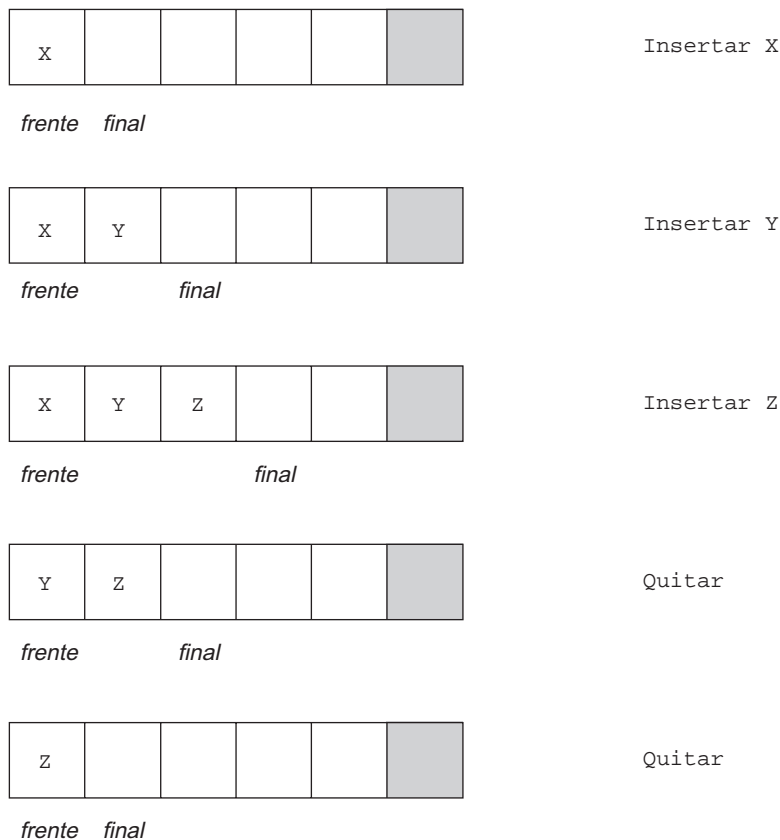 X Insertar X
frente final
X Y Insertar Y
frente final
X Y Z Insertar Z
frente final
Y Z Quitar
frente final
Z Quitar
frente final